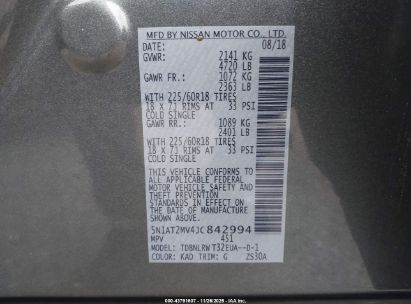 MFD BY NISSAN MOTOR CO., LTD.
DATE: 08/18
GVWR: 2141 KG
4720 LB
GAWR FR.: 1072 KG
2363 LB
WITH 225/60R18 TIRES
18 X 7J RIMS AT 33 PSI
COLD SINGLE
GAWR RR.: 1089 KG
2401 LB
WITH 225/60R18 TIRES
18 X 7J RIMS AT 33 PSI
COLD SINGLE
THIS VEHICLE CONFORMS TO ALL
APPLICABLE FEDERAL
MOTOR VEHICLE SAFETY
STANDARDS IN EFFECT ON THE
DATE OF MANUFACTURE
SHOWN ABOVE.
5N1AT2MV4JC842994
MPV 451
MODEL: TDBNLRWT32EUA--D-1
COLOR: KAD TRIM: G ZS30A